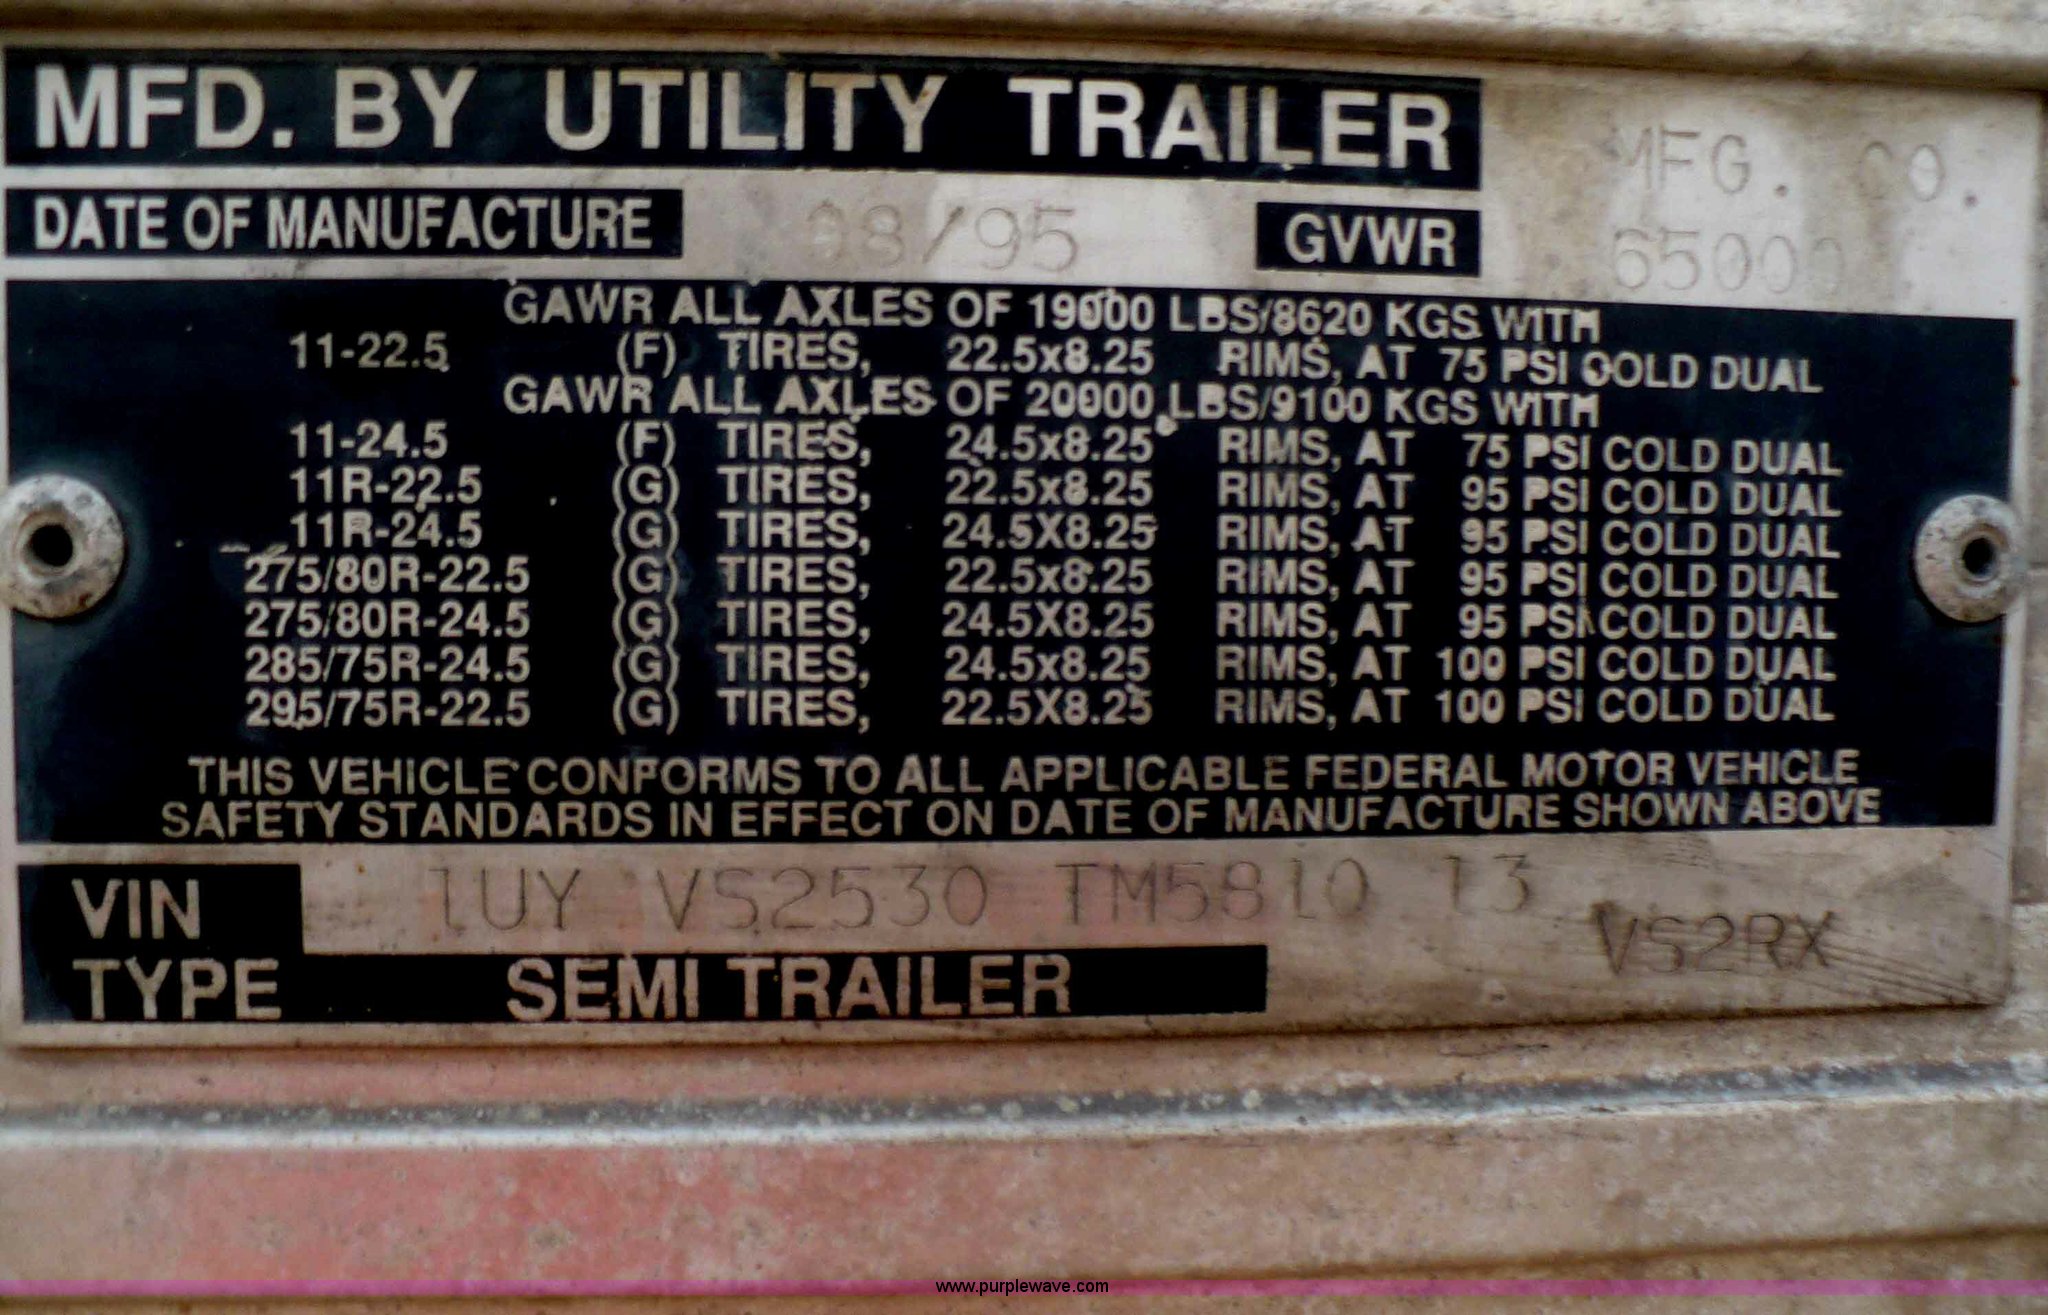 MFD. BY UTILITY TRAILER MFG. CO.
DATE OF MANUFACTURE 08/95 GVWR 65000
GAWR ALL AXLES OF 19000 LBS/8620 KGS WITH
11-22.5 (F) TIRES, 22.5x8.25 RIMS, AT 75 PSI COLD DUAL
GAWR ALL AXLES OF 20000 LBS/9100 KGS WITH
11-24.5 (F) TIRES, 24.5x8.25 RIMS, AT 75 PSI COLD DUAL
11R-22.5 (G) TIRES, 22.5x8.25 RIMS, AT 95 PSI COLD DUAL
11R-24.5 (G) TIRES, 24.5X8.25 RIMS, AT 95 PSI COLD DUAL
275/80R-22.5 (G) TIRES, 22.5x8.25 RIMS, AT 95 PSI COLD DUAL
275/80R-24.5 (G) TIRES, 24.5X8.25 RIMS, AT 95 PSI COLD DUAL
285/75R-24.5 (G) TIRES, 24.5x8.25 RIMS, AT 100 PSI COLD DUAL
295/75R-22.5 (G) TIRES, 22.5X8.25 RIMS, AT 100 PSI COLD DUAL
THIS VEHICLE CONFORMS TO ALL APPLICABLE FEDERAL MOTOR VEHICLE
SAFETY STANDARDS IN EFFECT ON DATE OF MANUFACTURE SHOWN ABOVE
VIN 1UY VS2530 TM5810 13
VS2RX
TYPE SEMI TRAILER
www.purplewave.com